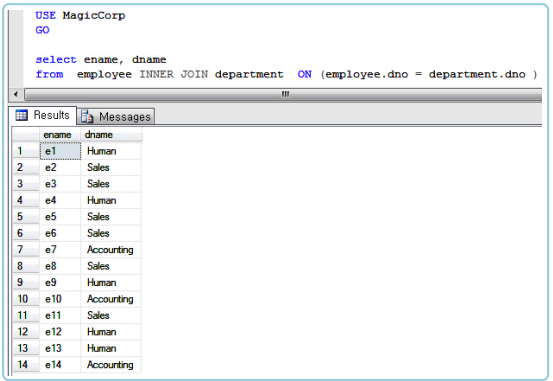 USE MagicCorp
GO
select ename, dname
from  employee INNER JOIN department  ON (employee.dno = department.dno )
Results Messages
ename dname
1 e1 Human
2 e2 Sales
3 e3 Sales
4 e4 Human
5 e5 Sales
6 e6 Sales
7 e7 Accounting
8 e8 Sales
9 e9 Human
10 e10 Accounting
11 e11 Sales
12 e12 Human
13 e13 Human
14 e14 Accounting